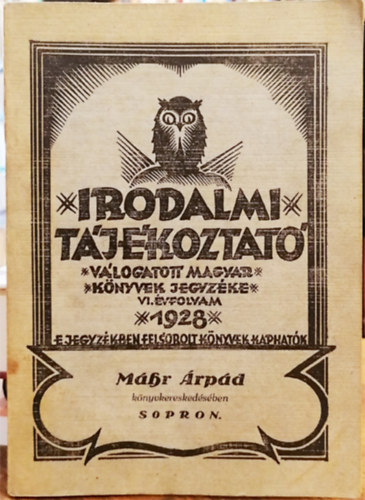 IRODALMI
TÁJÉKOZTATÓ
VÁLOGATOTT MAGYAR
KÖNYVEK JEGYZÉKE
VI. ÉVFOLYAM
1928
E JEGYZÉKBEN FELSOROLT KÖNYVEK KAPHATÓK
Máhr Árpád
könyvkereskedésében
SOPRON.